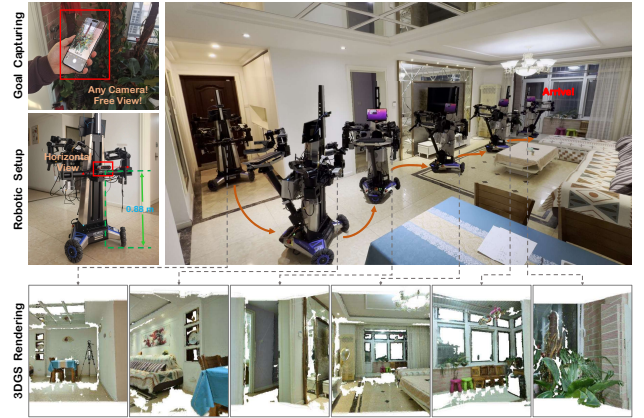 Goal Capturing
Any Camera!
Free View!
Arrival
Robotic Setup
Horizontal
View
0.88 m
3DGS Rendering